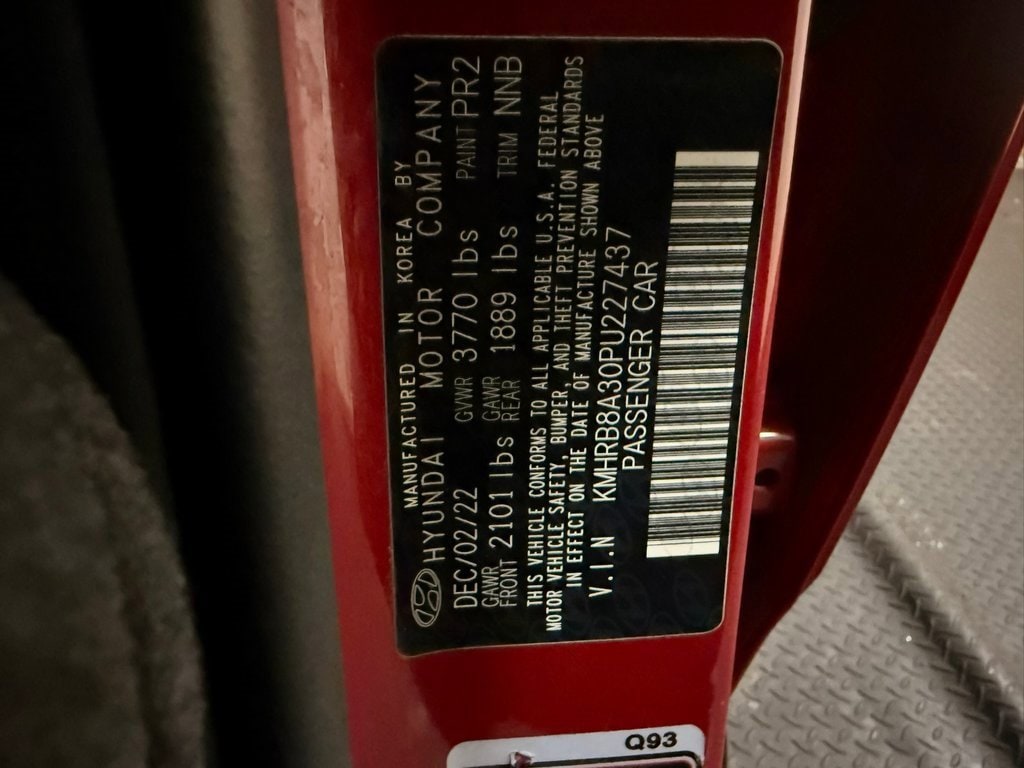 MANUFACTURED IN KOREA BY
HYUNDAI MOTOR COMPANY
DEC/02/22 GVWR 3770 lbs PAINT PR2
GAWR FRONT 2101 lbs GAWR REAR 1889 lbs TRIM NNB
THIS VEHICLE CONFORMS TO ALL APPLICABLE U.S.A. FEDERAL
MOTOR VEHICLE SAFETY, BUMPER, AND THEFT PREVENTION STANDARDS
IN EFFECT ON THE DATE OF MANUFACTURE SHOWN ABOVE
V.I.N KMHRB8A30PU227437
PASSENGER CAR
Q93